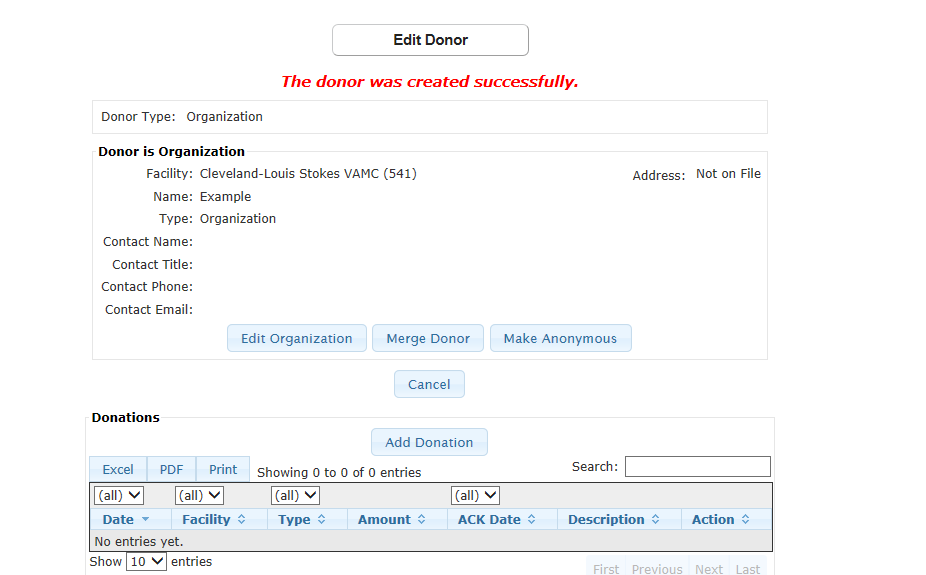 Edit Donor
The donor was created successfully.
Donor Type: Organization
Donor is Organization
Facility: Cleveland-Louis Stokes VAMC (541) Address: Not on File
Name: Example
Type: Organization
Contact Name:
Contact Title:
Contact Phone:
Contact Email:
Edit Organization Merge Donor Make Anonymous
Cancel
Donations
Add Donation
Excel PDF Print Showing 0 to 0 of 0 entries Search:
(all) (all) (all) (all)
Date Facility Type Amount ACK Date Description Action
No entries yet.
Show 10 entries
First Previous Next Last